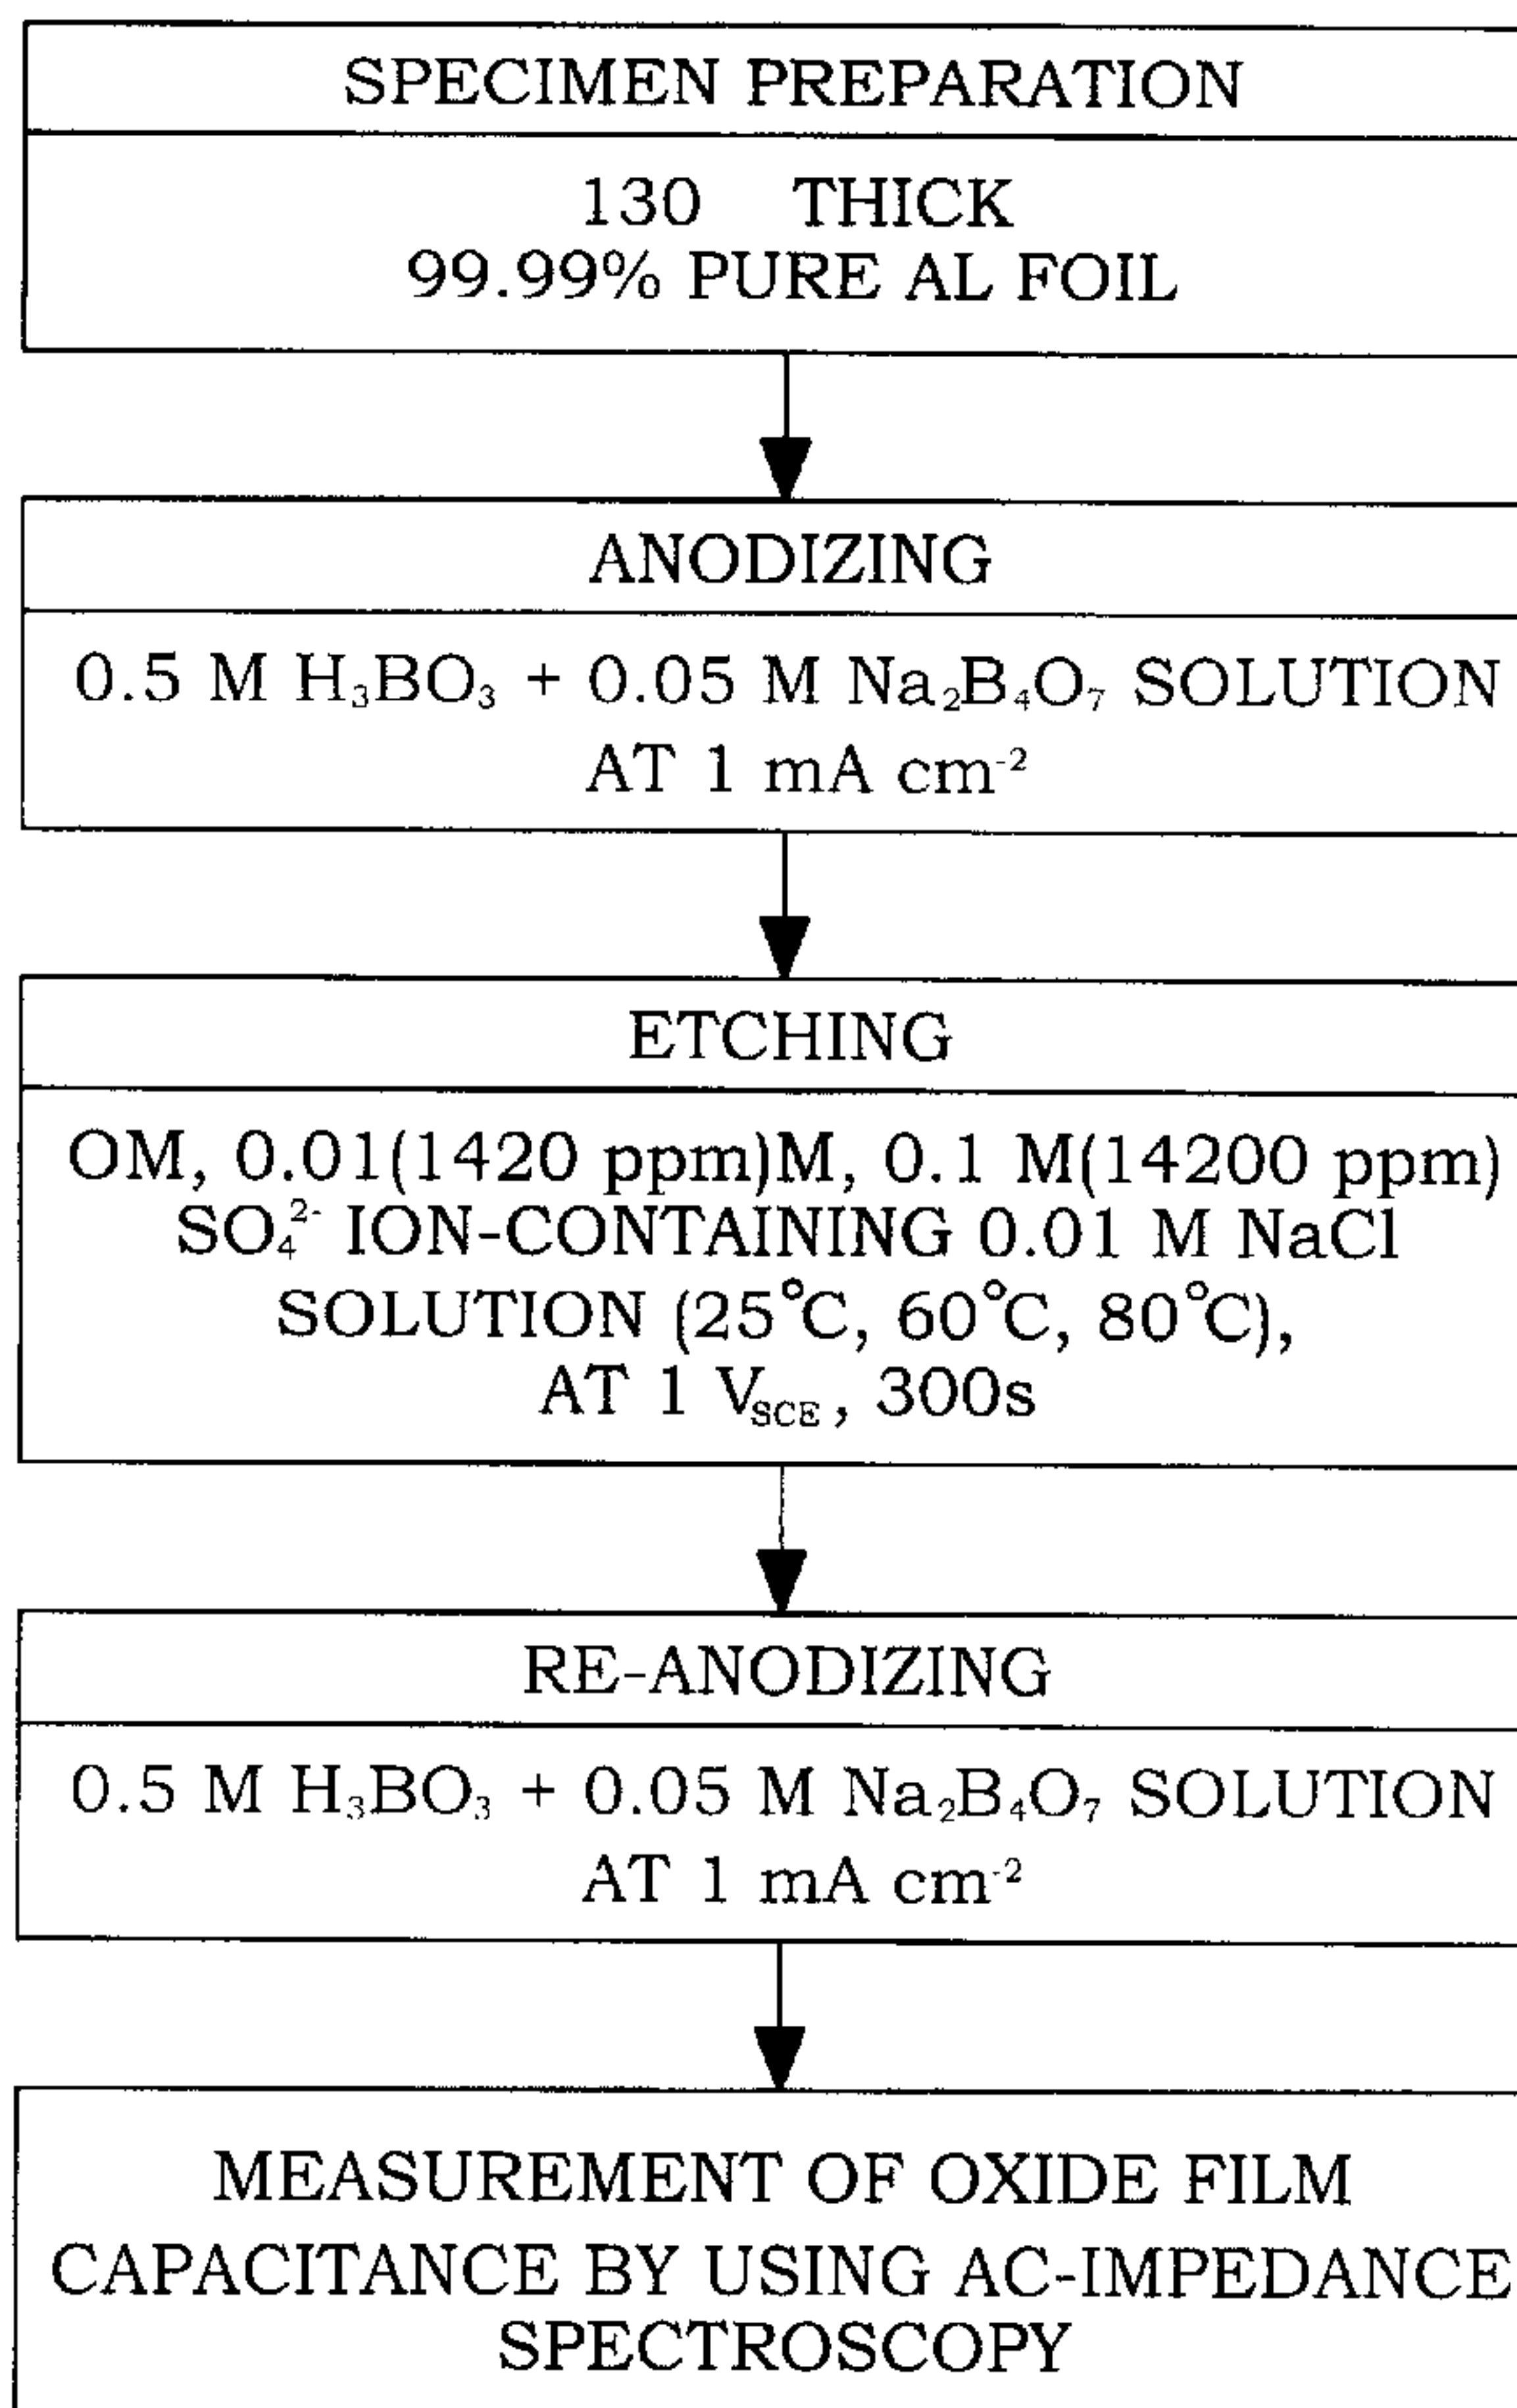 SPECIMEN PREPARATION
130 THICK
99.99% PURE AL FOIL
ANODIZING
0.5 M H₃BO₃ + 0.05 M Na₂B₄O₇ SOLUTION
AT 1 mA cm⁻²
ETCHING
OM, 0.01(1420 ppm)M, 0.1 M(14200 ppm)
SO₄²⁻ ION-CONTAINING 0.01 M NaCl
SOLUTION (25°C, 60°C, 80°C),
AT 1 V_SCE, 300s
RE-ANODIZING
0.5 M H₃BO₃ + 0.05 M Na₂B₄O₇ SOLUTION
AT 1 mA cm⁻²
MEASUREMENT OF OXIDE FILM
CAPACITANCE BY USING AC-IMPEDANCE
SPECTROSCOPY